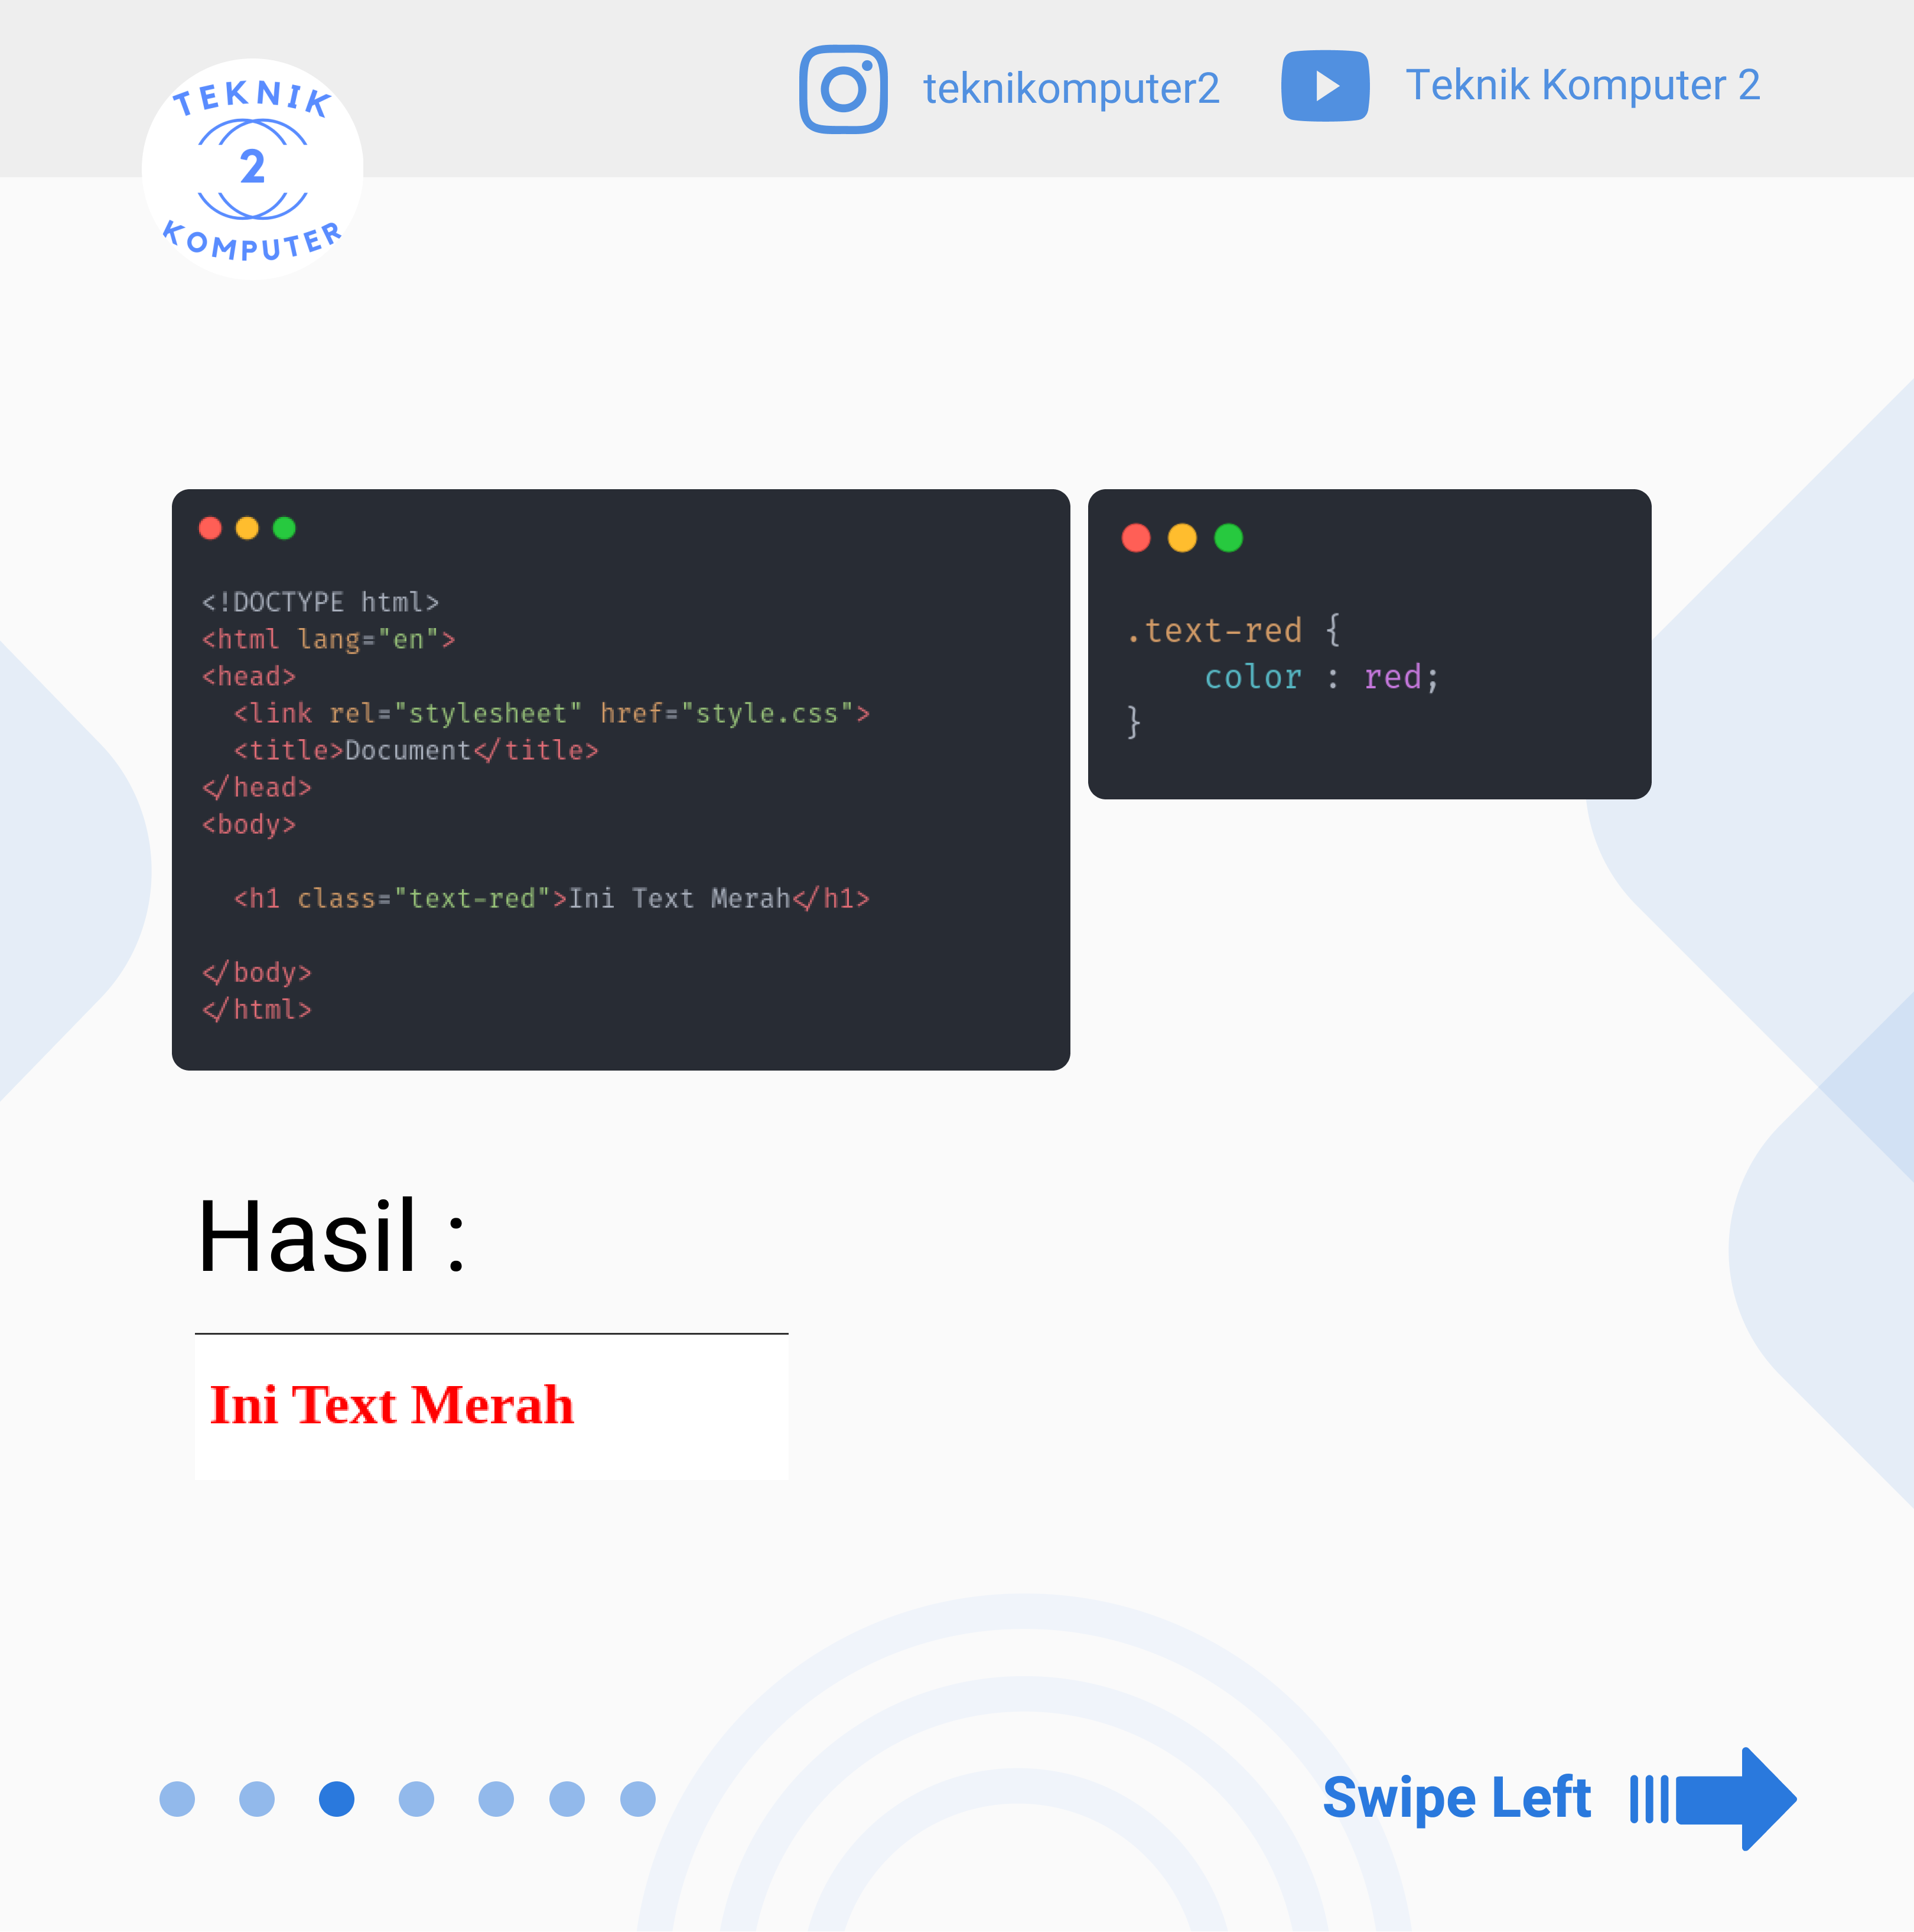 TEKNIK
2
KOMPUTER
teknikomputer2
Teknik Komputer 2
<!DOCTYPE html>
<html lang="en">
<head>
  <link rel="stylesheet" href="style.css">
  <title>Document</title>
</head>
<body>
  <h1 class="text-red">Ini Text Merah</h1>
</body>
</html>
.text-red {
    color : red;
}
Hasil :
Ini Text Merah
Swipe Left